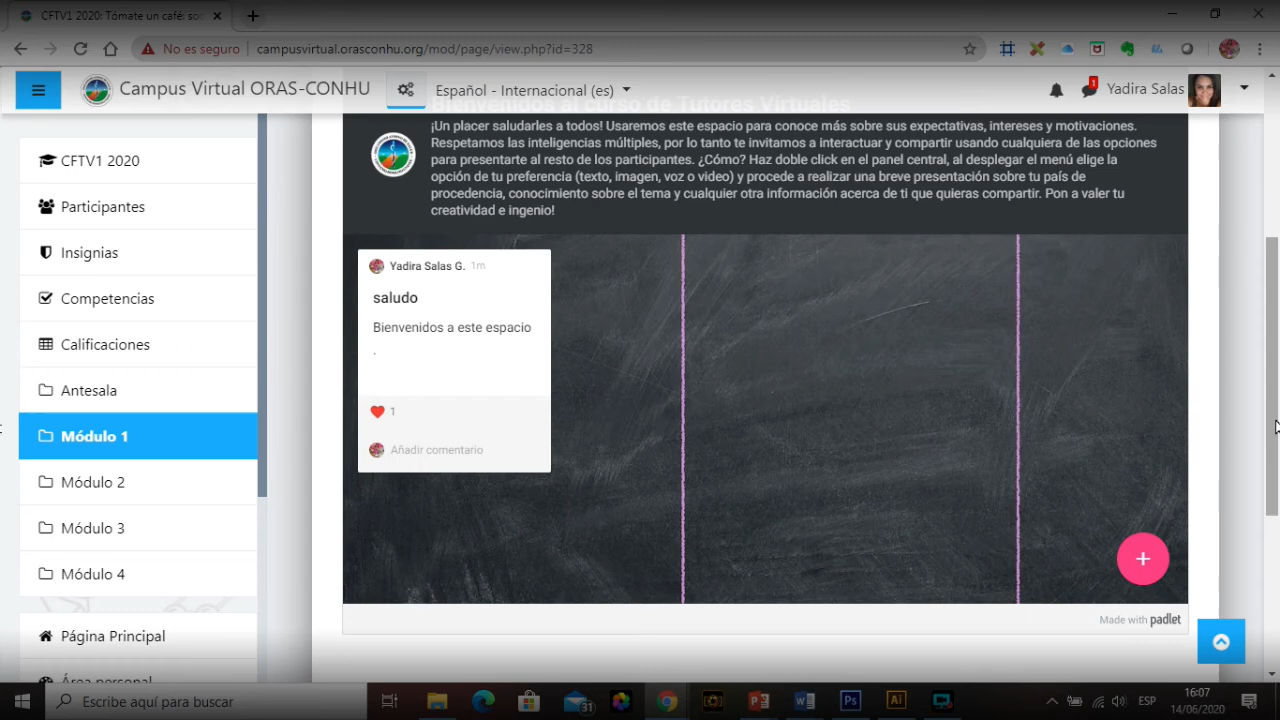 CFTV1 2020: Tómate un café: so
No es seguro
campusvirtual.orasconhu.org/mod/page/view.php?id=328
Campus Virtual ORAS-CONHU
Español - Internacional (es)
1
Yadira Salas
CFTV1 2020
Participantes
Insignias
Competencias
Calificaciones
Antesala
Módulo 1
Módulo 2
Módulo 3
Módulo 4
Página Principal
Área personal
Bienvenidos al curso de Tutores Virtuales
¡Un placer saludarles a todos! Usaremos este espacio para conoce más sobre sus expectativas, intereses y motivaciones.
Respetamos las inteligencias múltiples, por lo tanto te invitamos a interactuar y compartir usando cualquiera de las opciones
para presentarte al resto de los participantes. ¿Cómo? Haz doble click en el panel central, al desplegar el menú elige la
opción de tu preferencia (texto, imagen, voz o video) y procede a realizar una breve presentación sobre tu país de
procedencia, conocimiento sobre el tema y cualquier otra información acerca de ti que quieras compartir. Pon a valer tu
creatividad e ingenio!
Yadira Salas G. 1m
saludo
Bienvenidos a este espacio
.
1
Añadir comentario
Made with padlet
Escribe aquí para buscar
31
ESP
16:07
14/06/2020